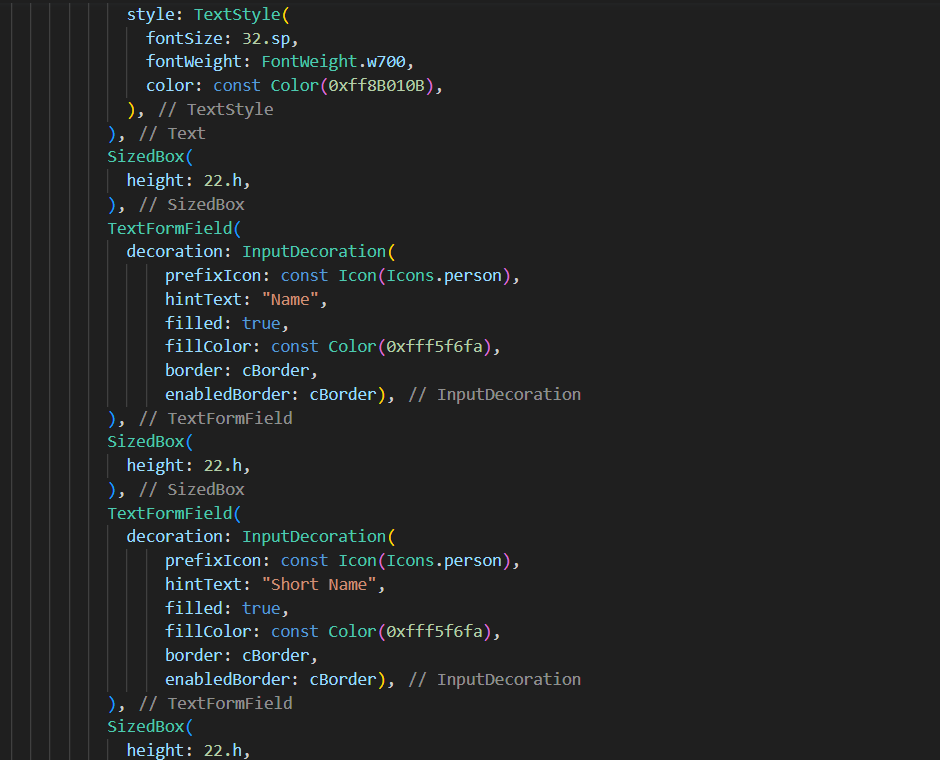 style: TextStyle(
fontSize: 32.sp,
fontWeight: FontWeight.w700,
color: const Color(0xff8B010B),
), // TextStyle
), // Text
SizedBox(
height: 22.h,
), // SizedBox
TextFormField(
decoration: InputDecoration(
prefixIcon: const Icon(Icons.person),
hintText: "Name",
filled: true,
fillColor: const Color(0xfff5f6fa),
border: cBorder,
enabledBorder: cBorder), // InputDecoration
), // TextFormField
SizedBox(
height: 22.h,
), // SizedBox
TextFormField(
decoration: InputDecoration(
prefixIcon: const Icon(Icons.person),
hintText: "Short Name",
filled: true,
fillColor: const Color(0xfff5f6fa),
border: cBorder,
enabledBorder: cBorder), // InputDecoration
), // TextFormField
SizedBox(
height: 22.h,